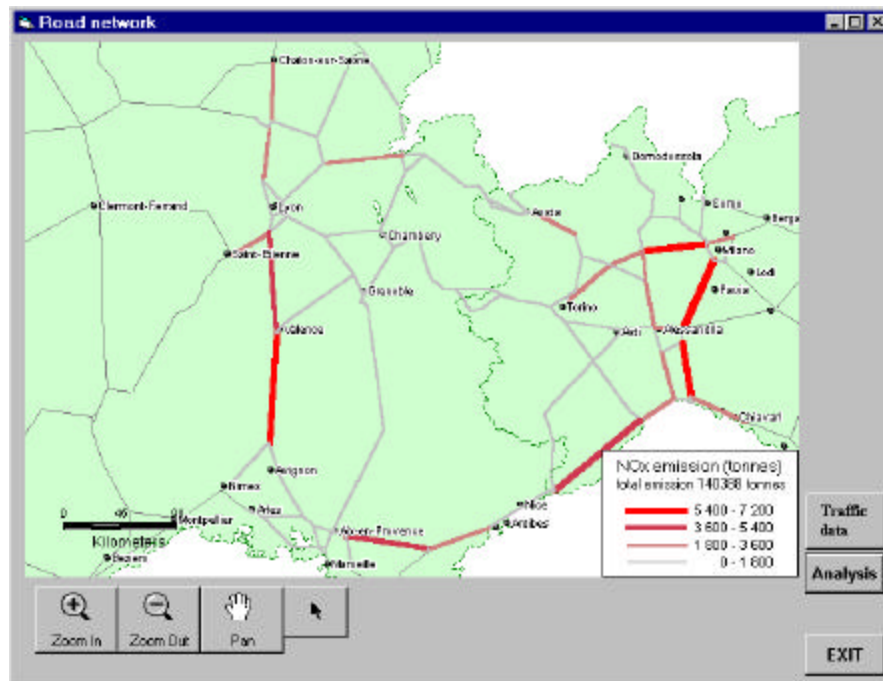 Road network
Chalon-sur-Saône
Domodossola
Clermont-Ferrand
Lyon
Aosta
Chambery
Milano
Saint-Etienne
Lodi
Grenoble
Pavia
Torino
Valence
Asti
Alessandria
Chiavari
Avignon
Nimes
Arles
Nice
Antibes
Montpellier
Aix-en-Provence
Beziers
Marseille
Kilometers
0
NOx emission (tonnes)
total emission 140388 tonnes
5 400 - 7 200
3 600 - 5 400
1 800 - 3 600
0 - 1 800
Traffic
data
Analysis
Zoom In
Zoom Out
Pan
EXIT